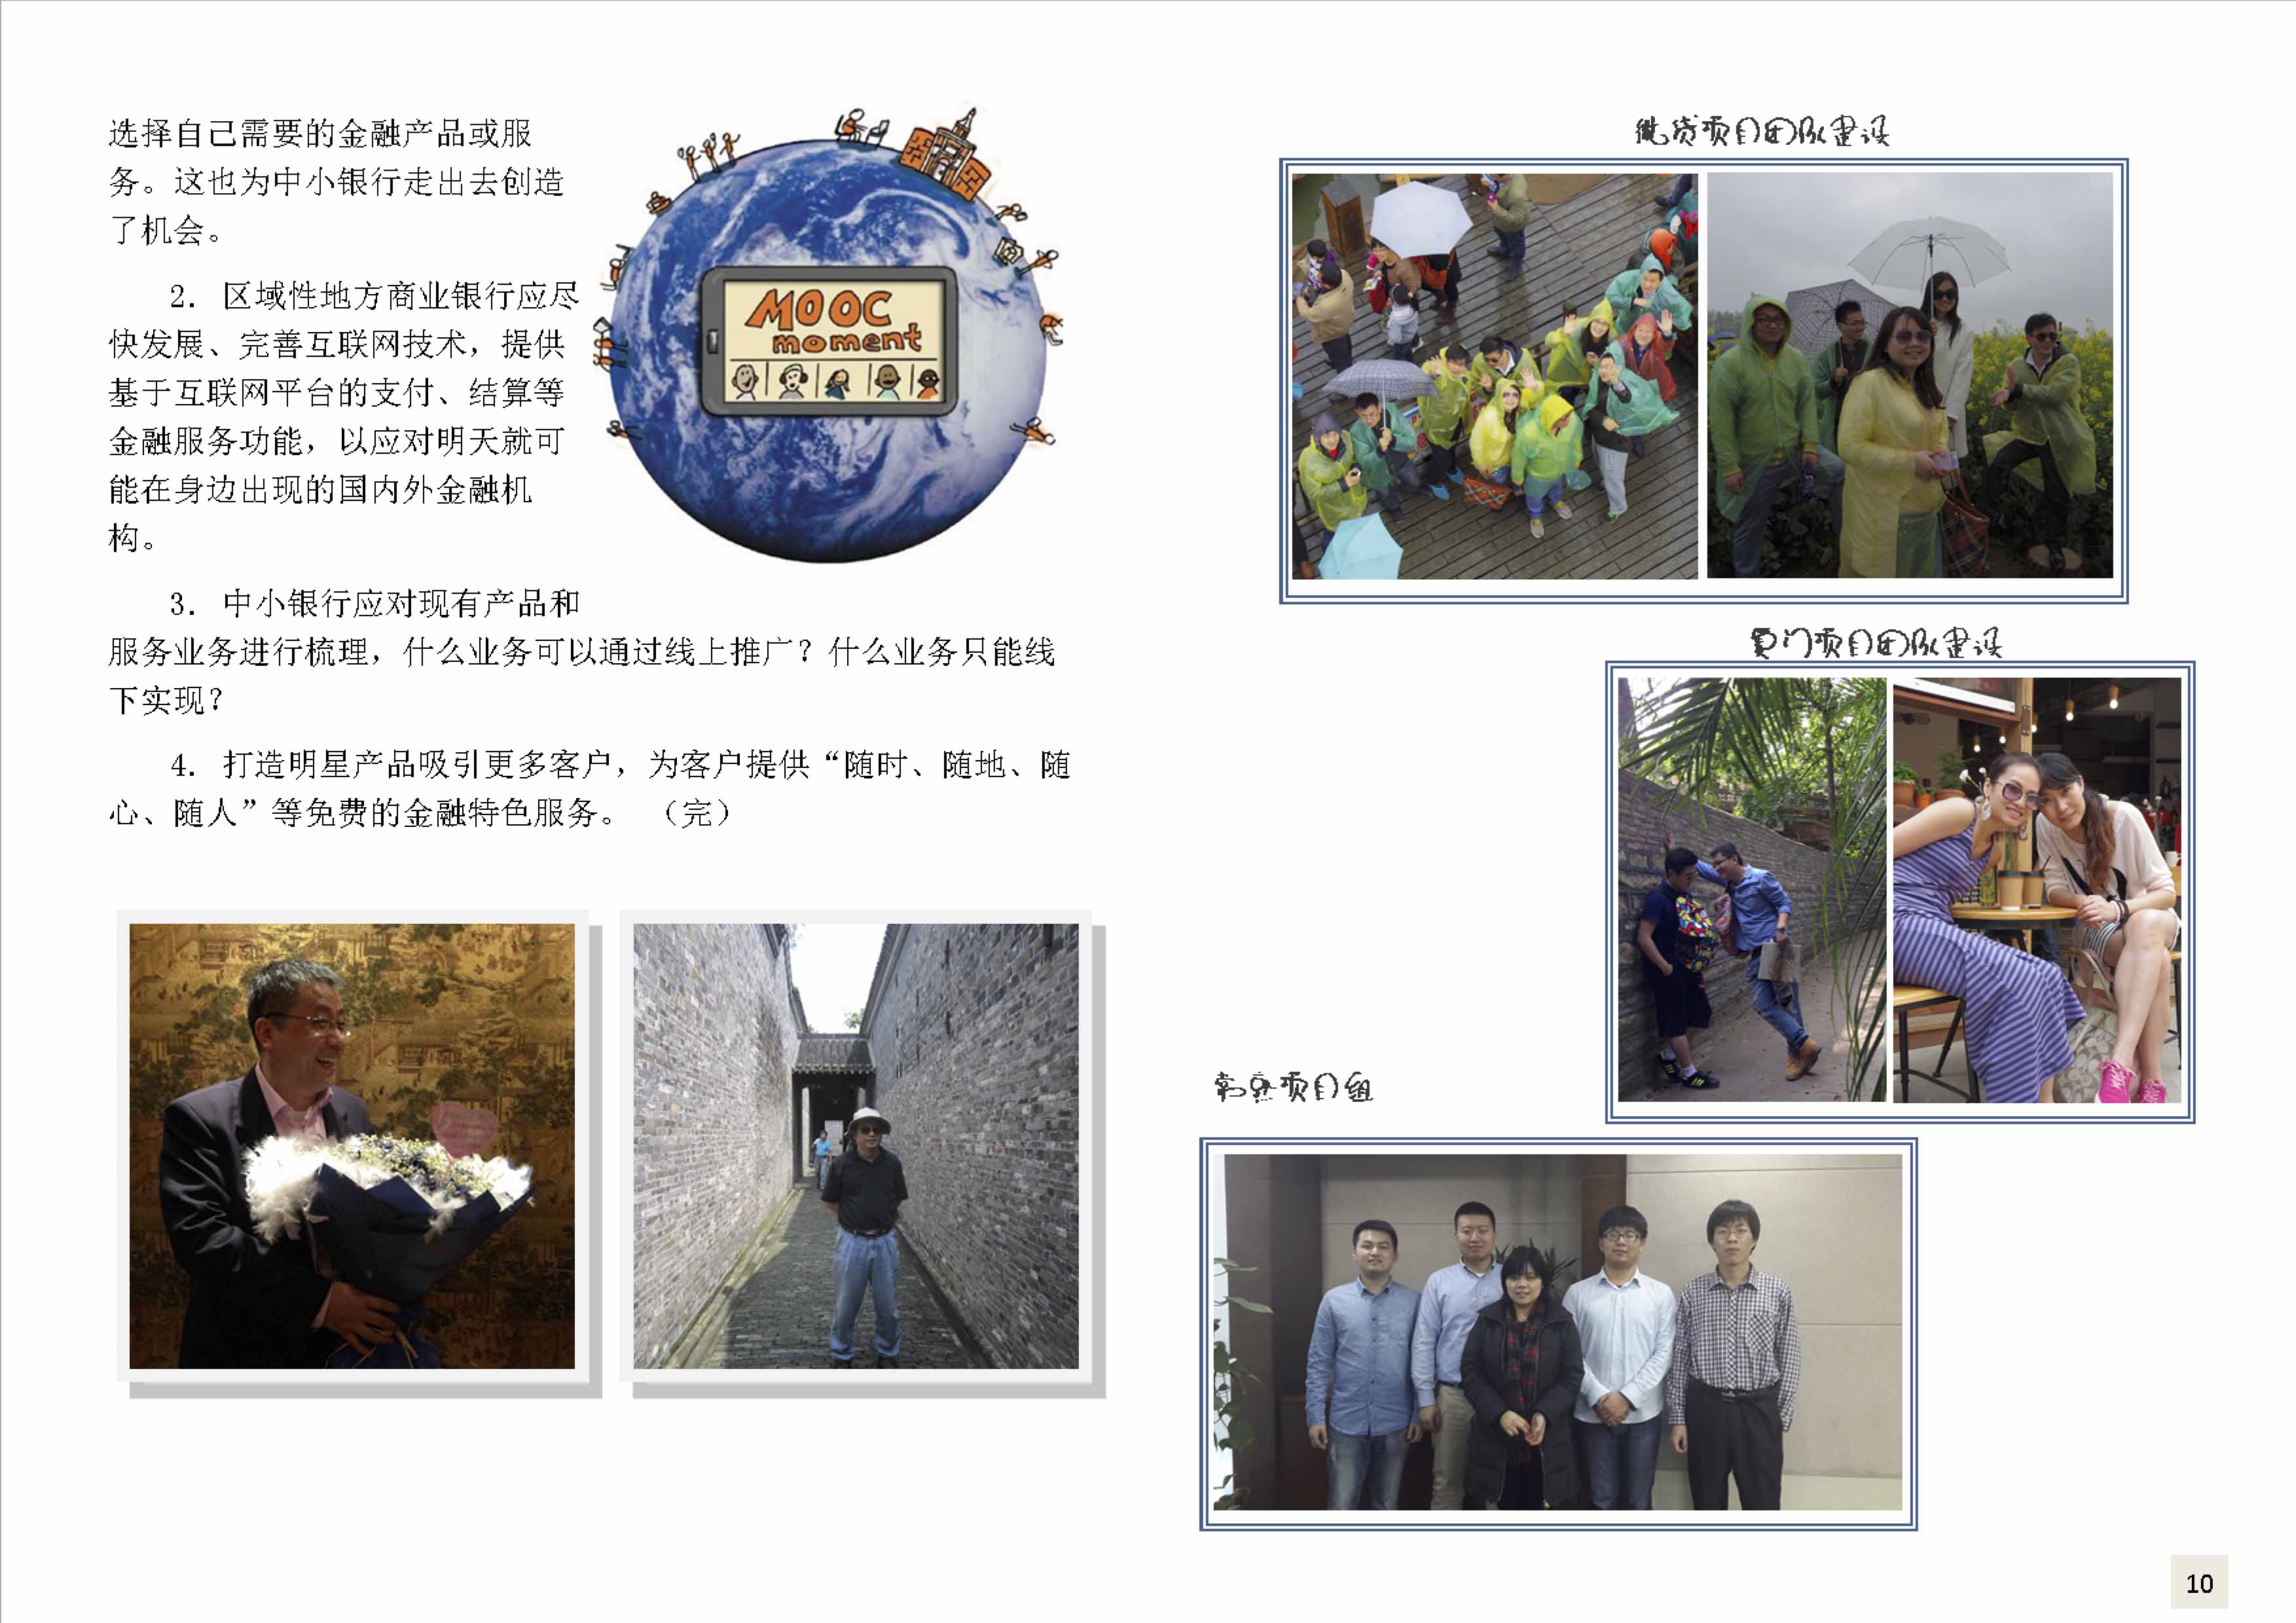 选择自己需要的金融产品或服
务。这也为中小银行走出去创造
了机会。
2. 区域性地方商业银行应尽
快发展、完善互联网技术，提供
基于互联网平台的支付、结算等
金融服务功能，以应对明天就可
能在身边出现的国内外金融机
构。
3. 中小银行应对现有产品和
服务业务进行梳理，什么业务可以通过线上推广？什么业务只能线
下实现？
4. 打造明星产品吸引更多客户，为客户提供“随时、随地、随
心、随人”等免费的金融特色服务。 （完）
MOOC
moment
微贷项目团队建设
厦门项目团队建设
常熟项目组
10